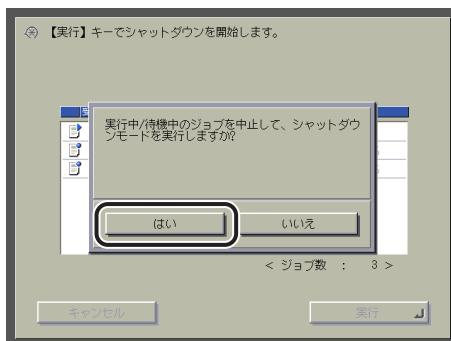 【実行】キーでシャットダウンを開始します。
実行中/待機中のジョブを中止して、シャットダウ
ンモードを実行しますか?
はい
いいえ
< ジョブ数 : 3 >
キャンセル
実行